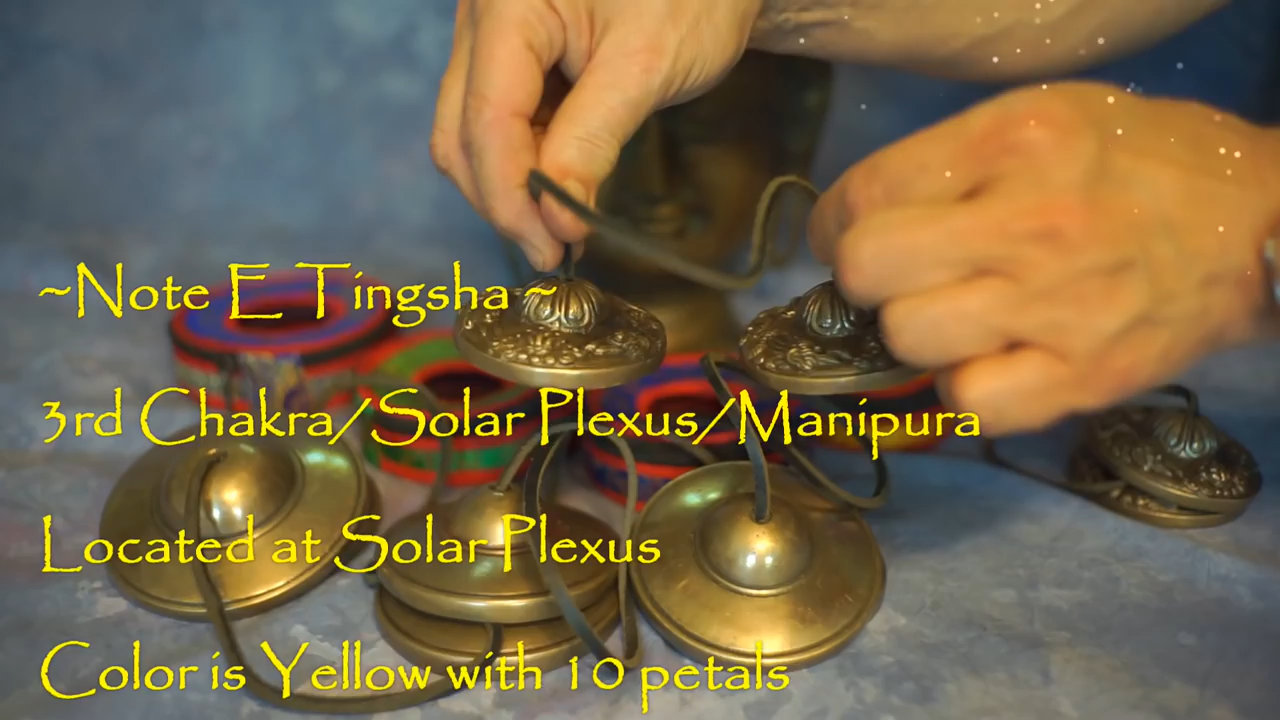 ~Note E Tingsha ~
3rd Chakra/Solar Plexus/Manipura
Located at Solar Plexus
Color is Yellow with 10 petals